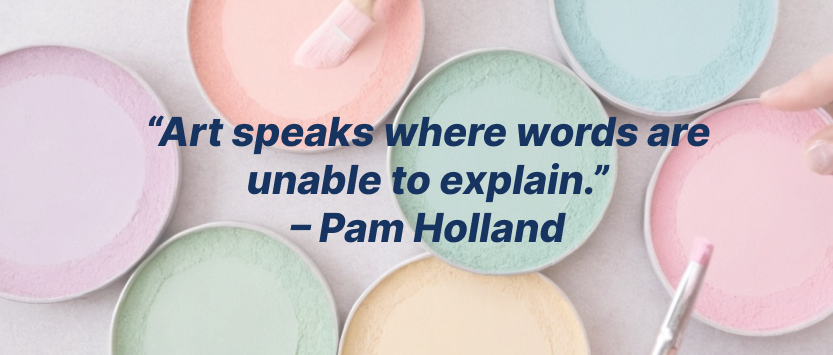 “Art speaks where words are
unable to explain.”
– Pam Holland